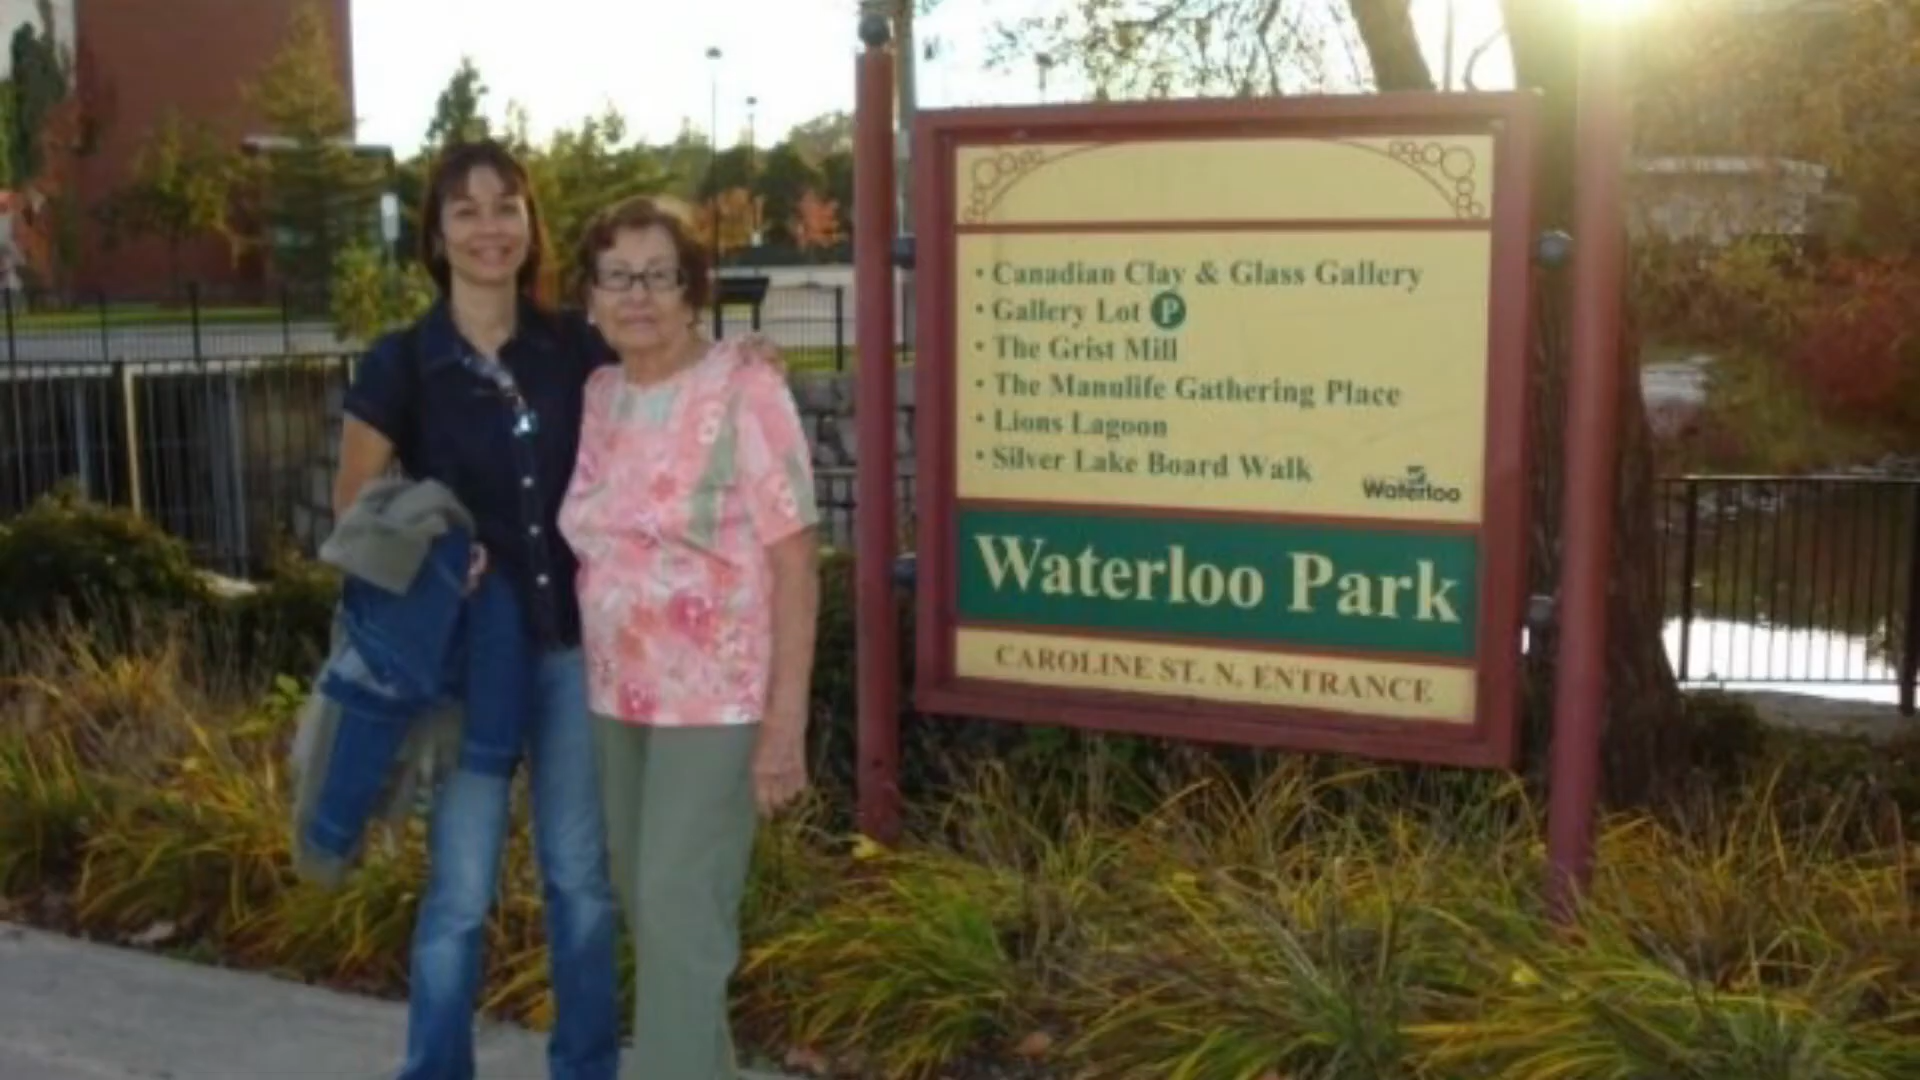 • Canadian Clay & Glass Gallery
• Gallery Lot P
• The Grist Mill
• The Manulife Gathering Place
• Lions Lagoon
• Silver Lake Board Walk
Waterloo
Waterloo Park
CAROLINE ST. N. ENTRANCE